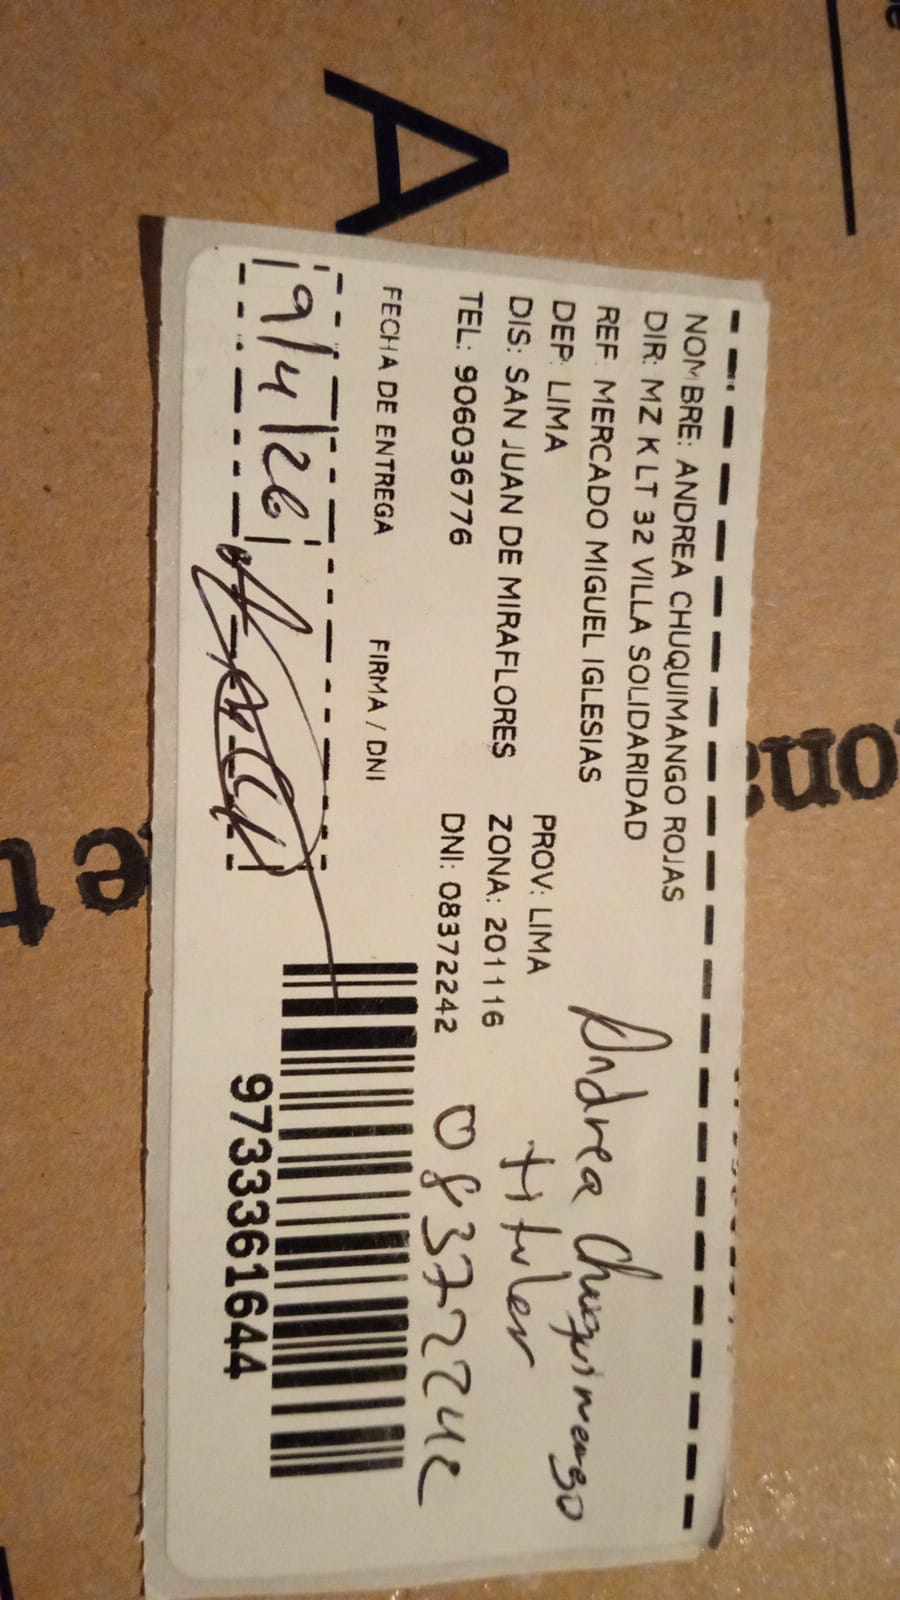 A
NOMBRE: ANDREA CHUQUIMANGO ROJAS
DIR: MZ K LT 32 VILLA SOLIDARIDAD
REF: MERCADO MIGUEL IGLESIAS
DEP: LIMA PROV: LIMA
DIS: SAN JUAN DE MIRAFLORES ZONA: 201116
TEL: 906036776 DNI: 08372242
Andrea Chuquimango
titular
08372242
FECHA DE ENTREGA FIRMA / DNI
9/4/26
9733361644